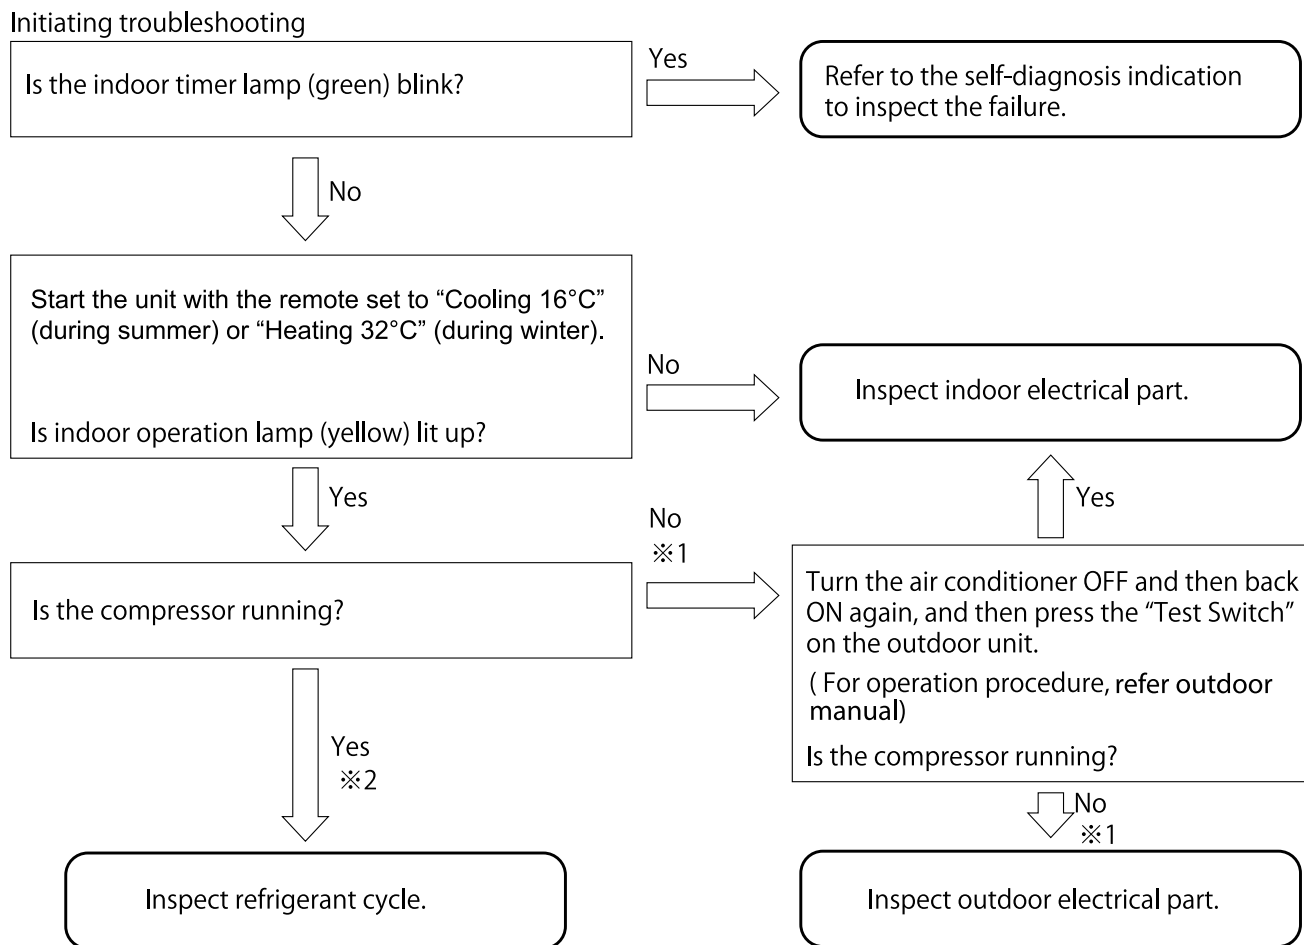 Initiating troubleshooting
Is the indoor timer lamp (green) blink?
Yes
Refer to the self-diagnosis indication
to inspect the failure.
No
Start the unit with the remote set to “Cooling 16°C”
(during summer) or “Heating 32°C” (during winter).
Is indoor operation lamp (yellow) lit up?
No
Inspect indoor electrical part.
Yes
Yes
Is the compressor running?
No
※1
Turn the air conditioner OFF and then back
ON again, and then press the “Test Switch”
on the outdoor unit.
( For operation procedure, refer outdoor
manual)
Is the compressor running?
Yes
※2
No
※1
Inspect refrigerant cycle.
Inspect outdoor electrical part.